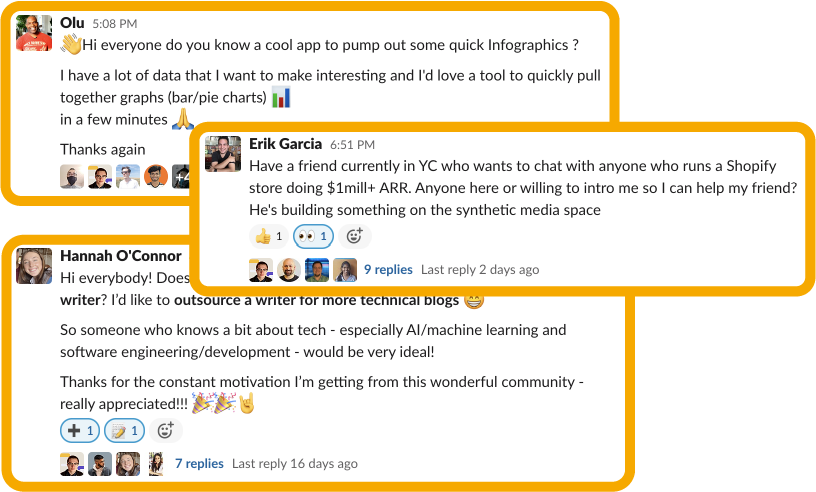 Olu 5:08 PM
👋Hi everyone do you know a cool app to pump out some quick Infographics ?
I have a lot of data that I want to make interesting and I'd love a tool to quickly pull
together graphs (bar/pie charts) 📊
in a few minutes 🙏
Thanks again
+4
Erik Garcia 6:51 PM
Have a friend currently in YC who wants to chat with anyone who runs a Shopify
store doing $1mill+ ARR. Anyone here or willing to intro me so I can help my friend?
He's building something on the synthetic media space
👍 1 👀 1
9 replies Last reply 2 days ago
Hannah O'Connor
Hi everybody! Does
writer? I'd like to outsource a writer for more technical blogs 😁
So someone who knows a bit about tech - especially AI/machine learning and
software engineering/development - would be very ideal!
Thanks for the constant motivation I'm getting from this wonderful community -
really appreciated!!! 🎉🎉🤘
➕ 1 📝 1
7 replies Last reply 16 days ago